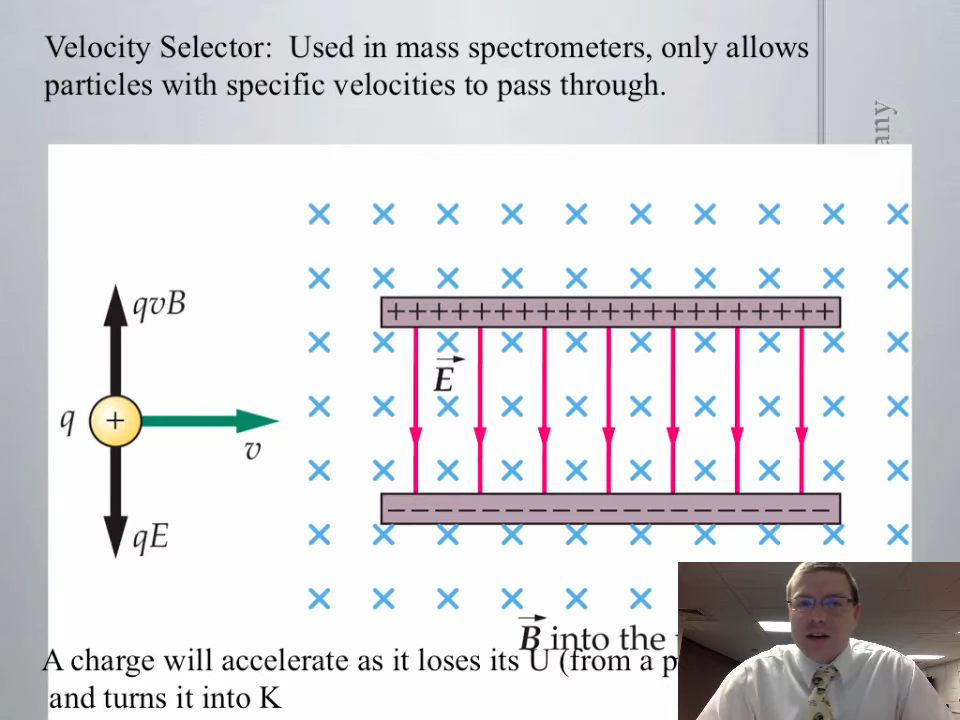 Velocity Selector: Used in mass spectrometers, only allows
particles with specific velocities to pass through.
any
qvB
+++++++++++++++++++++
E
q
+
v
qE
B into the
A charge will accelerate as it loses its U (from a p
and turns it into K